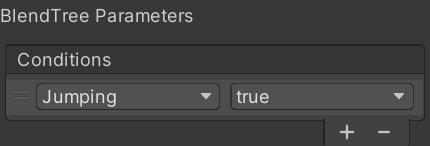 BlendTree Parameters
Conditions
Jumping true